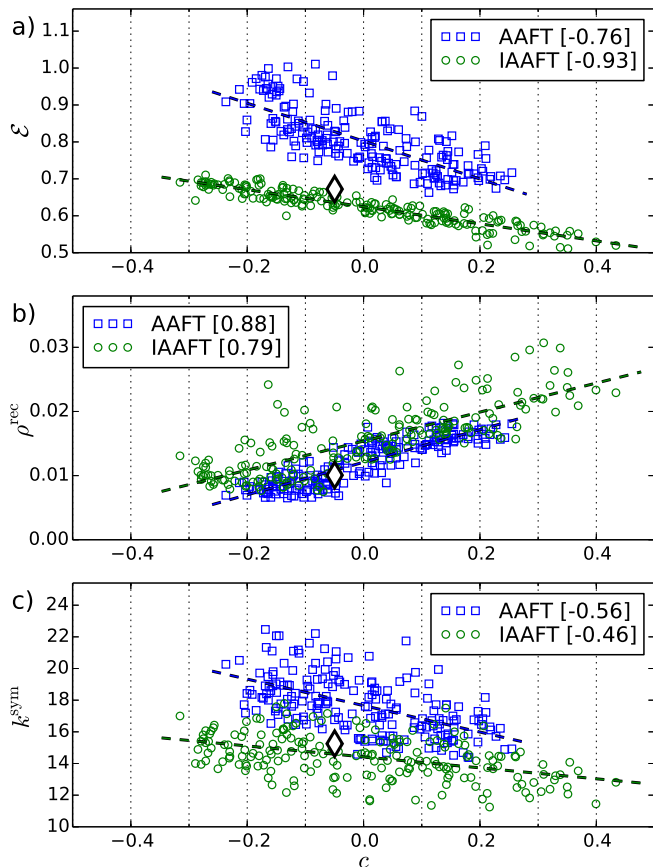 a)
1.1
1.0
0.9
0.8
0.7
0.6
0.5
ℰ
AAFT [-0.76]
IAAFT [-0.93]
−0.4 −0.2 0.0 0.2 0.4
b)
0.03
0.02
0.01
0.00
ρ^rec
AAFT [0.88]
IAAFT [0.79]
−0.4 −0.2 0.0 0.2 0.4
c)
24
22
20
18
16
14
12
10
k^sym
AAFT [-0.56]
IAAFT [-0.46]
−0.4 −0.2 0.0 0.2 0.4
c